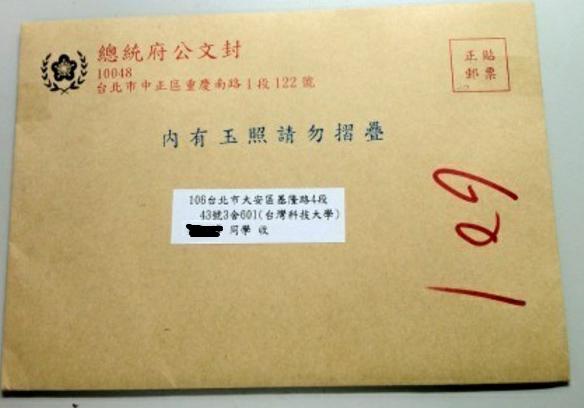 總統府公文封
10048
台北市中正區重慶南路1段122號
正貼
郵票
內有玉照請勿摺疊
106台北市大安區基隆路4段
43號3舍601(台灣科技大學)
同學 收
129